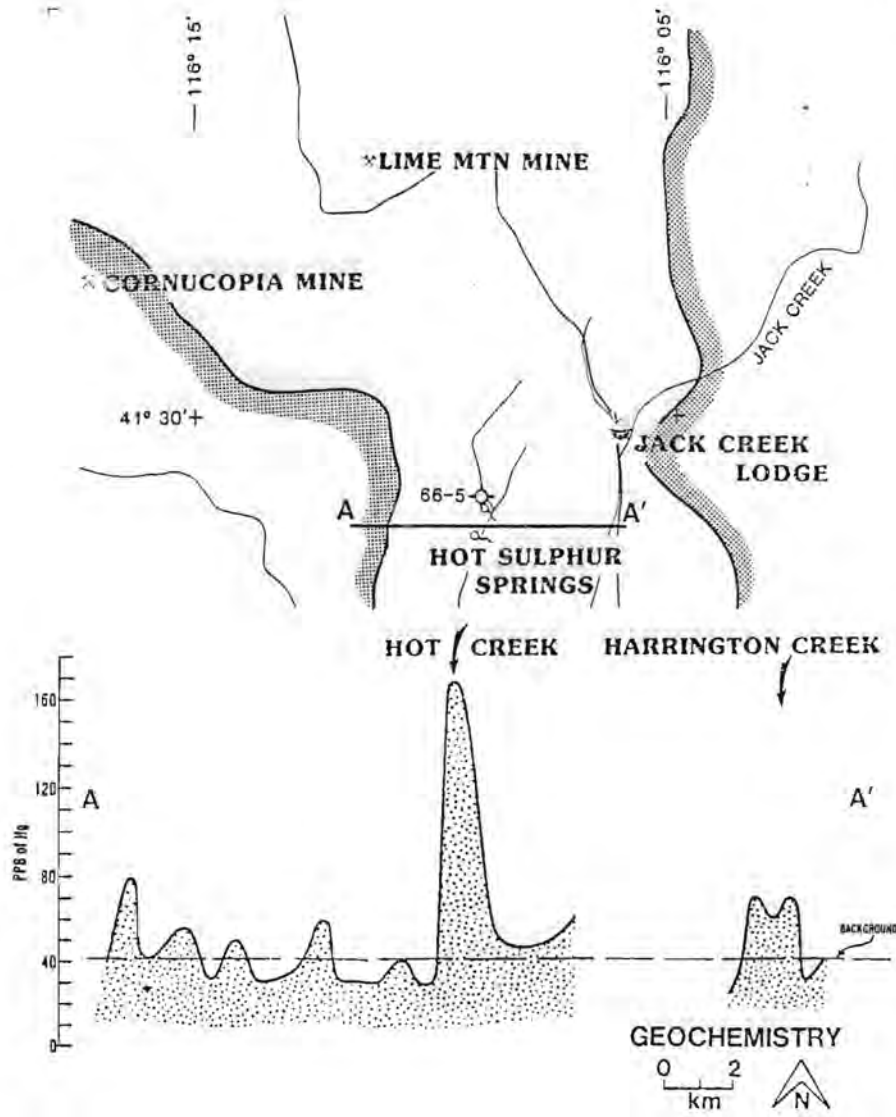 116° 15'
116° 05'
LIME MTN MINE
CORNUCOPIA MINE
JACK CREEK
41° 30'+
JACK CREEK
LODGE
66-5
A
A'
HOT SULPHUR
SPRINGS
HOT CREEK
HARRINGTON CREEK
160
120
80
40
0
PPB of Hg
A
A'
BACKGROUND
GEOCHEMISTRY
0 2
km
N